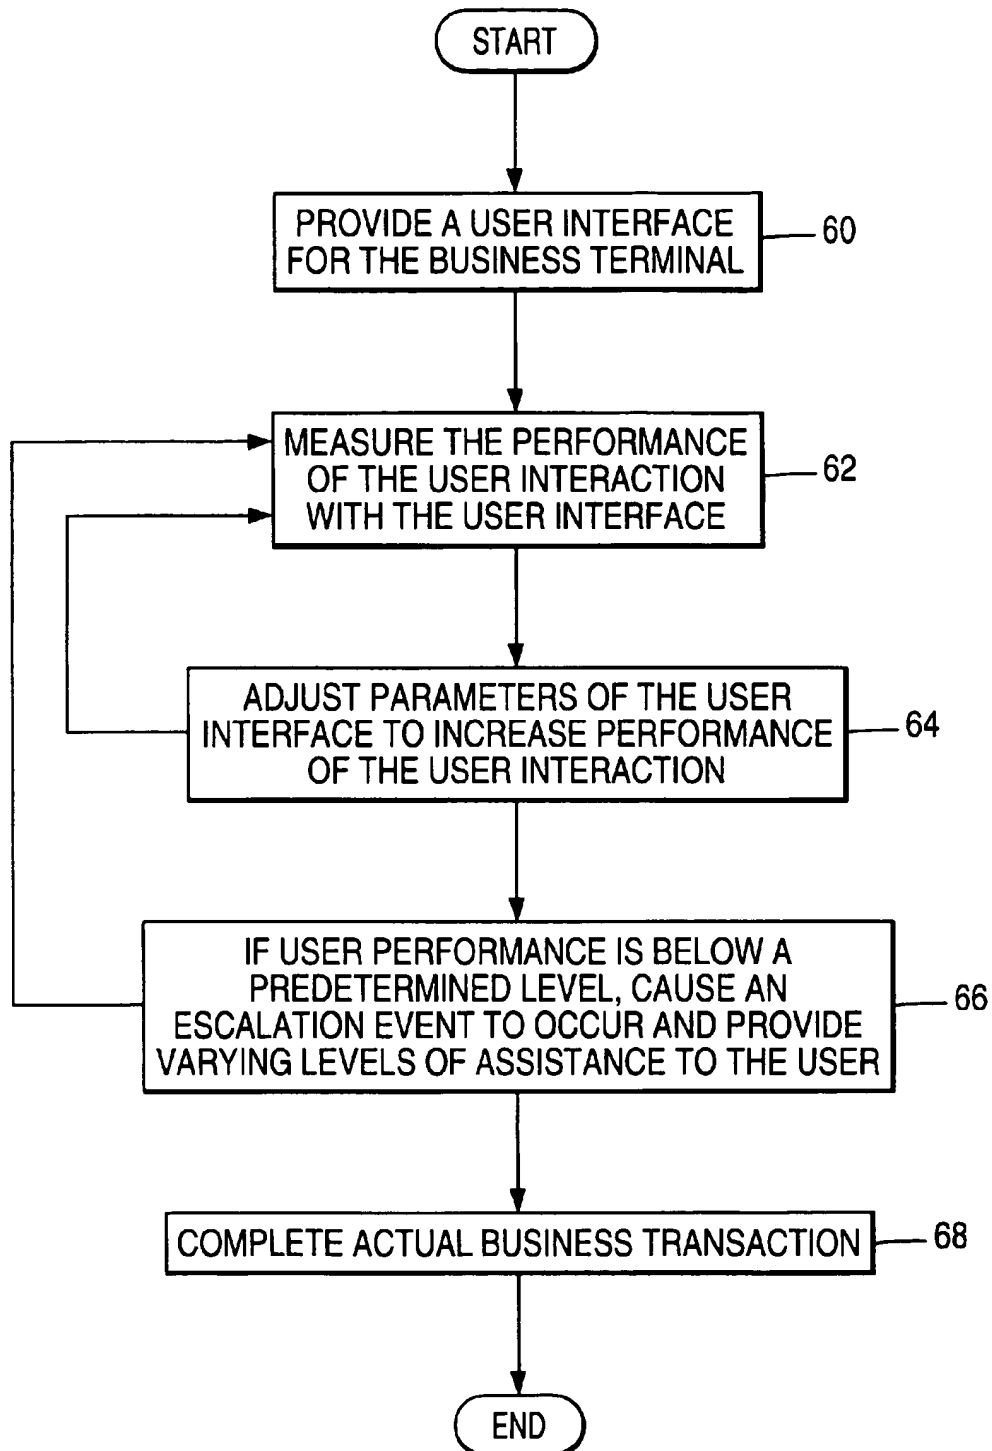 START
PROVIDE A USER INTERFACE
FOR THE BUSINESS TERMINAL
60
MEASURE THE PERFORMANCE
OF THE USER INTERACTION
WITH THE USER INTERFACE
62
ADJUST PARAMETERS OF THE USER
INTERFACE TO INCREASE PERFORMANCE
OF THE USER INTERACTION
64
IF USER PERFORMANCE IS BELOW A
PREDETERMINED LEVEL, CAUSE AN
ESCALATION EVENT TO OCCUR AND PROVIDE
VARYING LEVELS OF ASSISTANCE TO THE USER
66
COMPLETE ACTUAL BUSINESS TRANSACTION
68
END